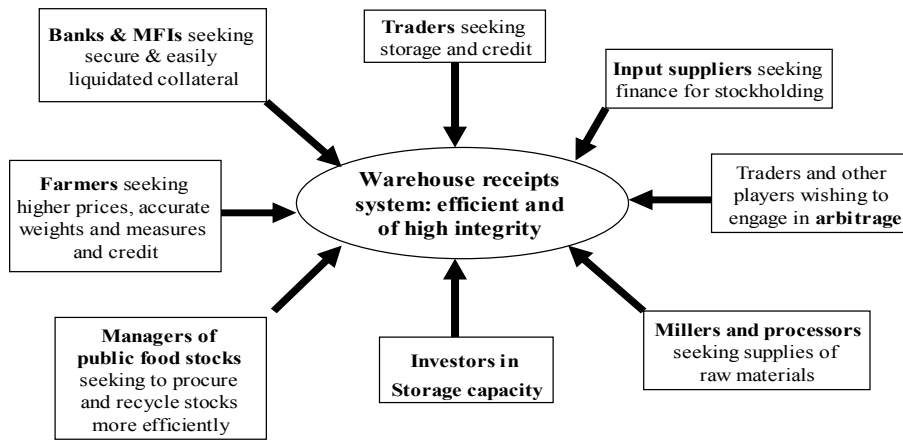 Banks & MFIs seeking
secure & easily
liquidated collateral
Traders seeking
storage and credit
Input suppliers seeking
finance for stockholding
Farmers seeking
higher prices, accurate
weights and measures
and credit
Warehouse receipts
system: efficient and
of high integrity
Traders and other
players wishing to
engage in arbitrage
Managers of
public food stocks
seeking to procure
and recycle stocks
more efficiently
Investors in
Storage capacity
Millers and processors
seeking supplies of
raw materials